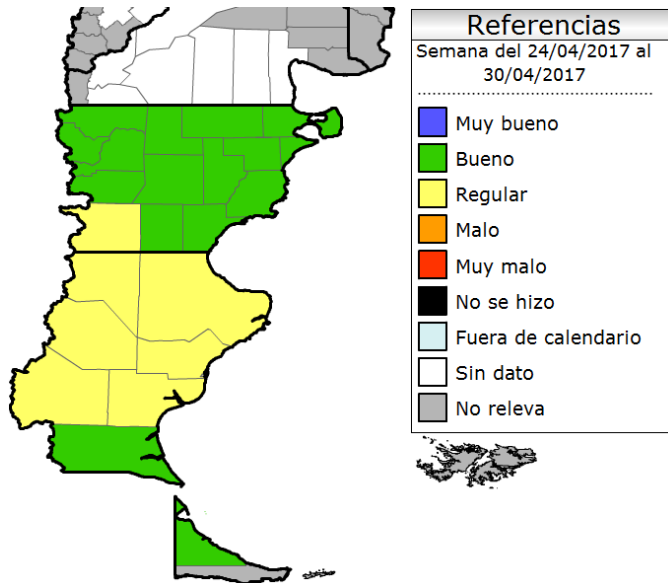 Referencias
Semana del 24/04/2017 al
30/04/2017
Muy bueno
Bueno
Regular
Malo
Muy malo
No se hizo
Fuera de calendario
Sin dato
No releva